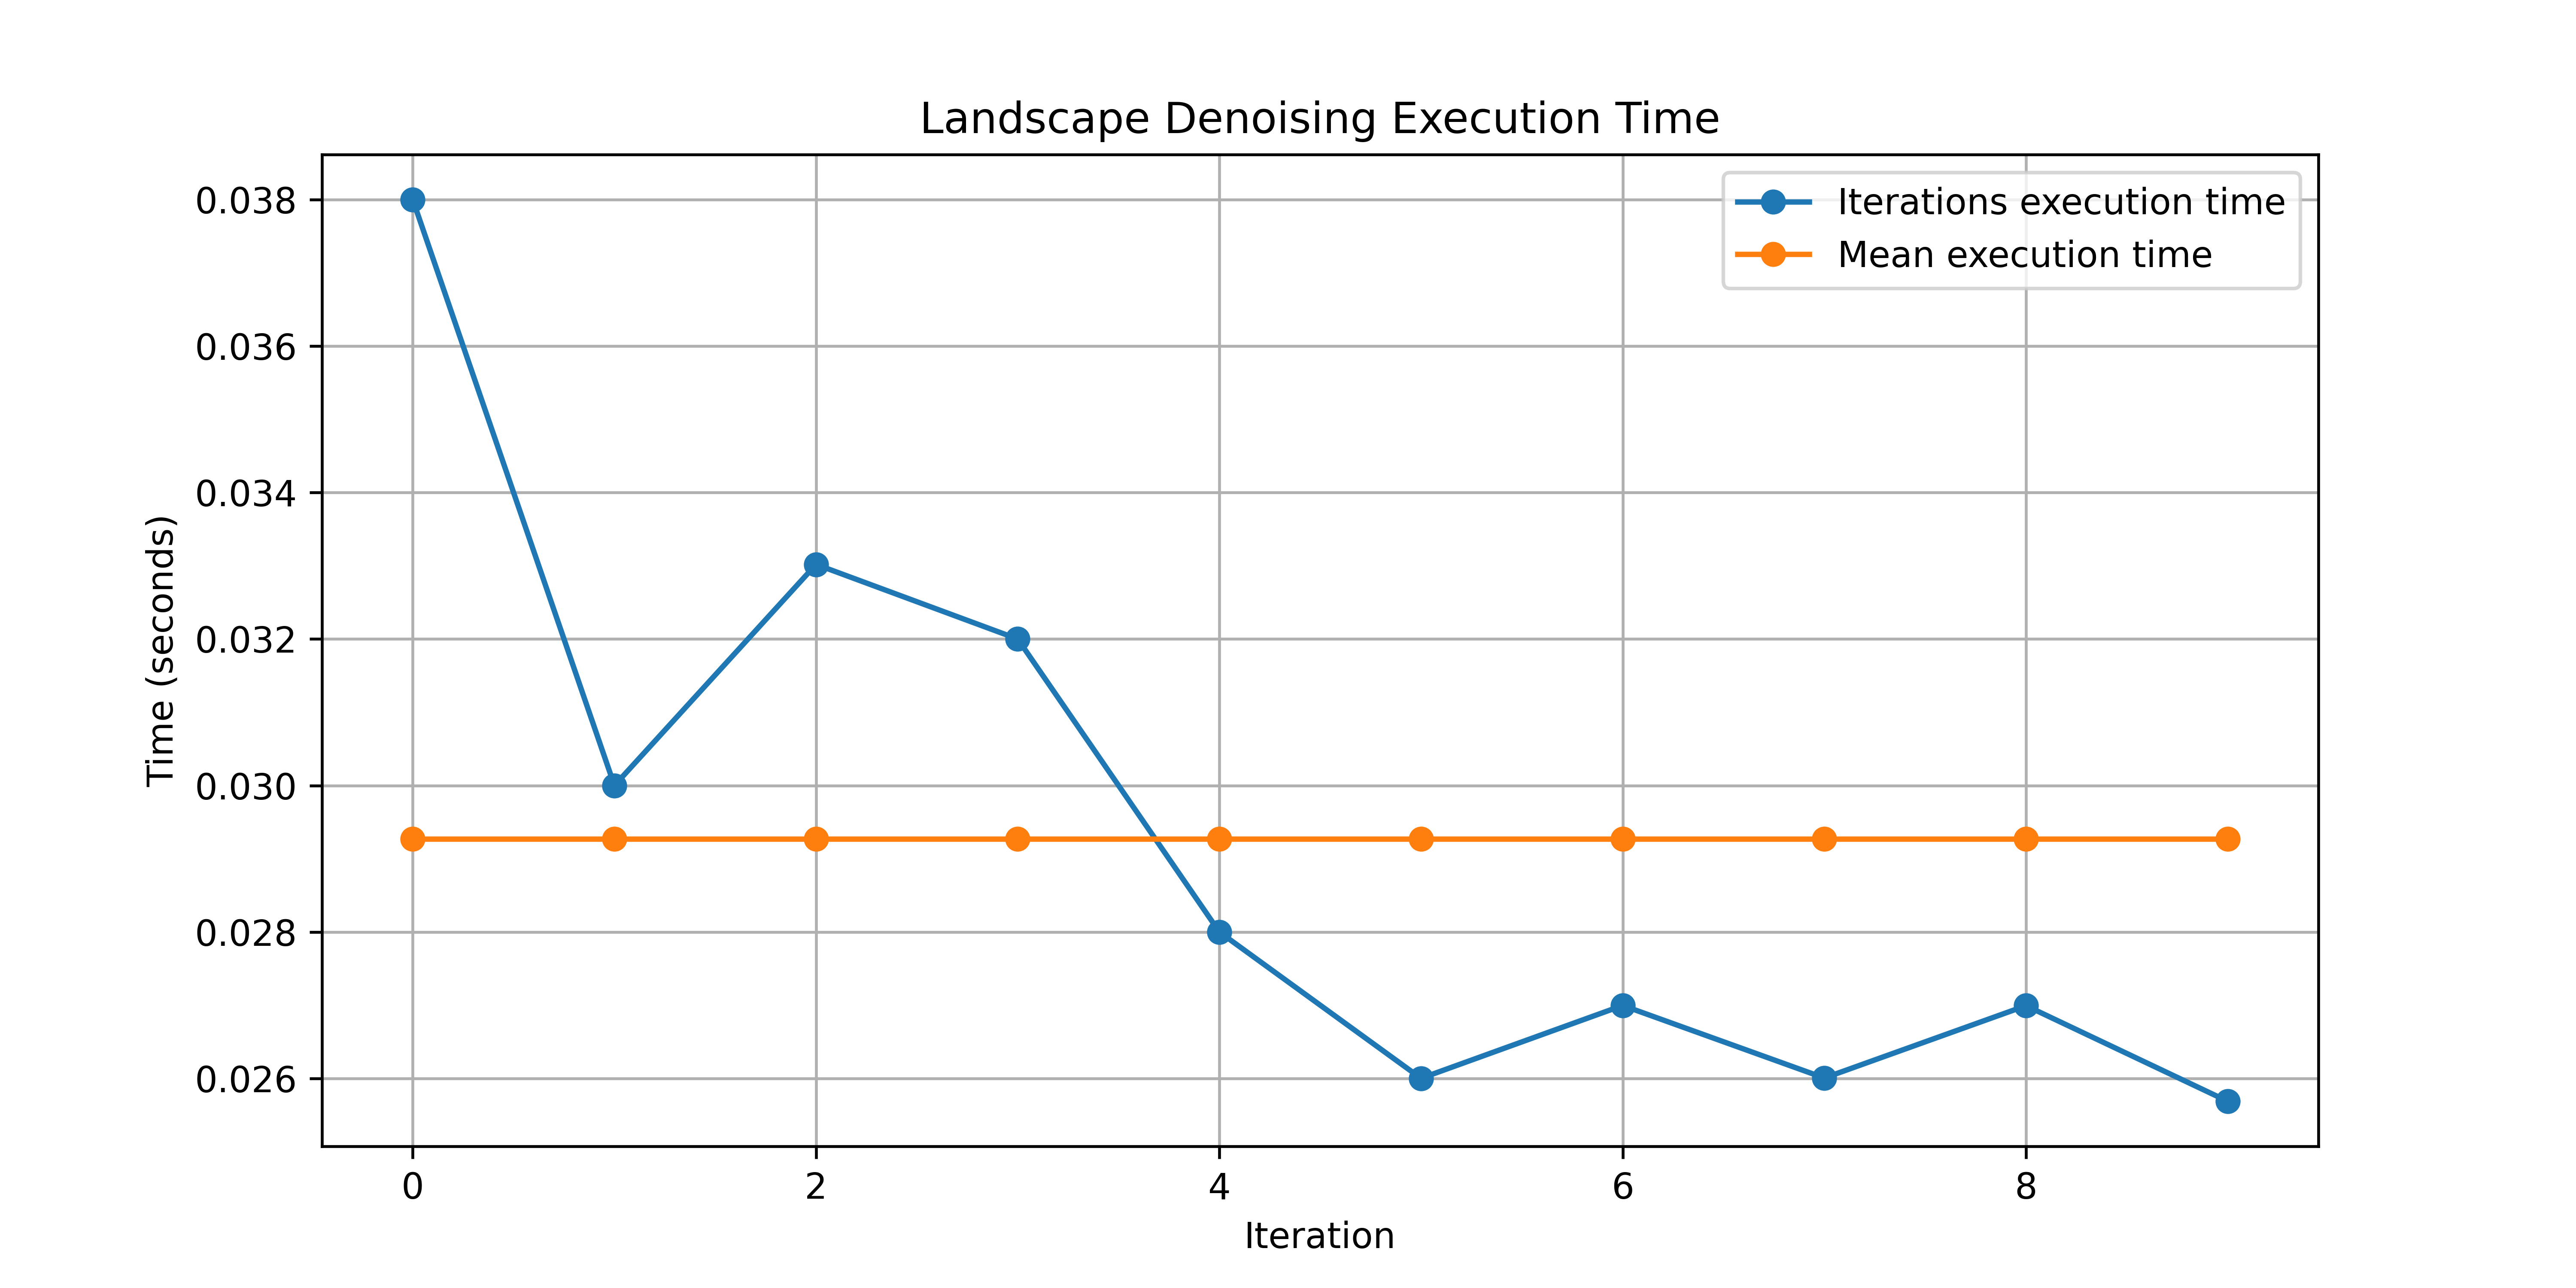 Landscape Denoising Execution Time
Iterations execution time
Mean execution time
0.038
0.036
0.034
0.032
0.030
0.028
0.026
Time (seconds)
0 2 4 6 8
Iteration